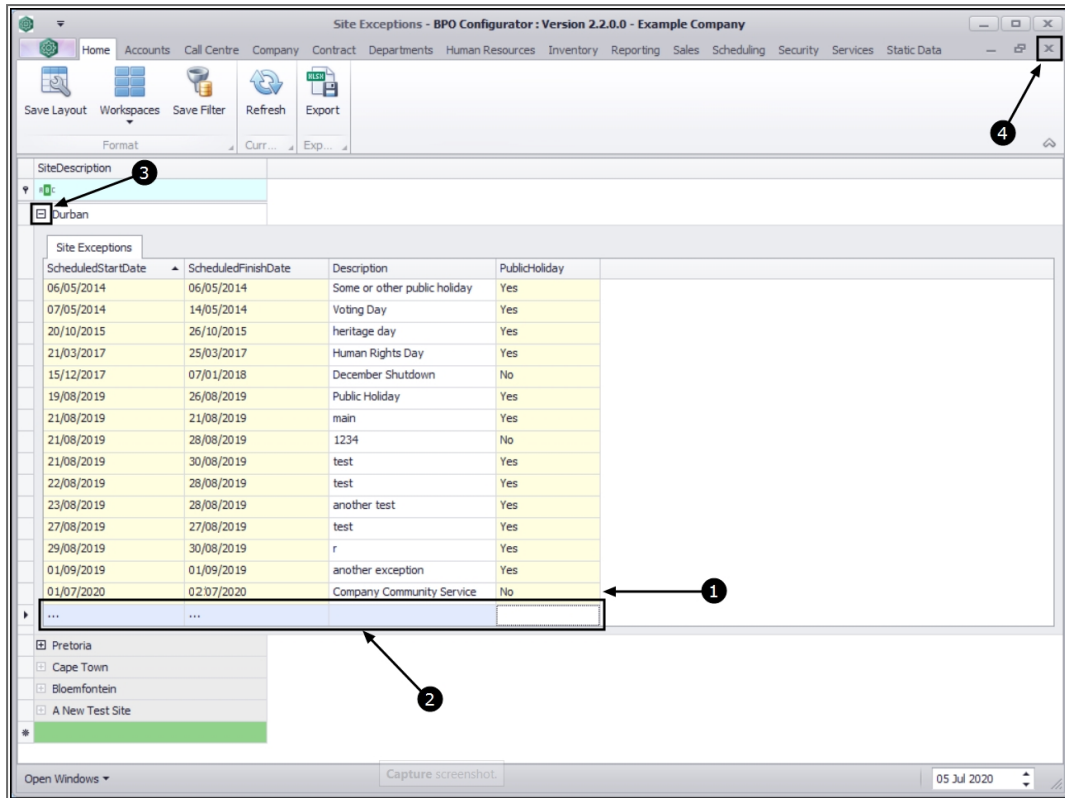 Site Exceptions - BPO Configurator : Version 2.2.0.0 - Example Company
Home Accounts Call Centre Company Contract Departments Human Resources Inventory Reporting Sales Scheduling Security Services Static Data
XLSX
Save Layout Workspaces Save Filter Refresh Export
4
Format Curr... Exp...
SiteDescription
3
Durban
Site Exceptions
ScheduledStartDate ScheduledFinishDate Description PublicHoliday
06/05/2014 06/05/2014 Some or other public holiday Yes
07/05/2014 14/05/2014 Voting Day Yes
20/10/2015 26/10/2015 heritage day Yes
21/03/2017 25/03/2017 Human Rights Day Yes
15/12/2017 07/01/2018 December Shutdown No
19/08/2019 26/08/2019 Public Holiday Yes
21/08/2019 21/08/2019 main Yes
21/08/2019 28/08/2019 1234 No
21/08/2019 30/08/2019 test Yes
22/08/2019 28/08/2019 test Yes
23/08/2019 28/08/2019 another test Yes
27/08/2019 27/08/2019 test Yes
29/08/2019 30/08/2019 r Yes
01/09/2019 01/09/2019 another exception Yes
01/07/2020 02/07/2020 Company Community Service No 1
... ...
Pretoria
Cape Town
Bloemfontein
2
A New Test Site
Capture screenshot.
Open Windows 05 Jul 2020